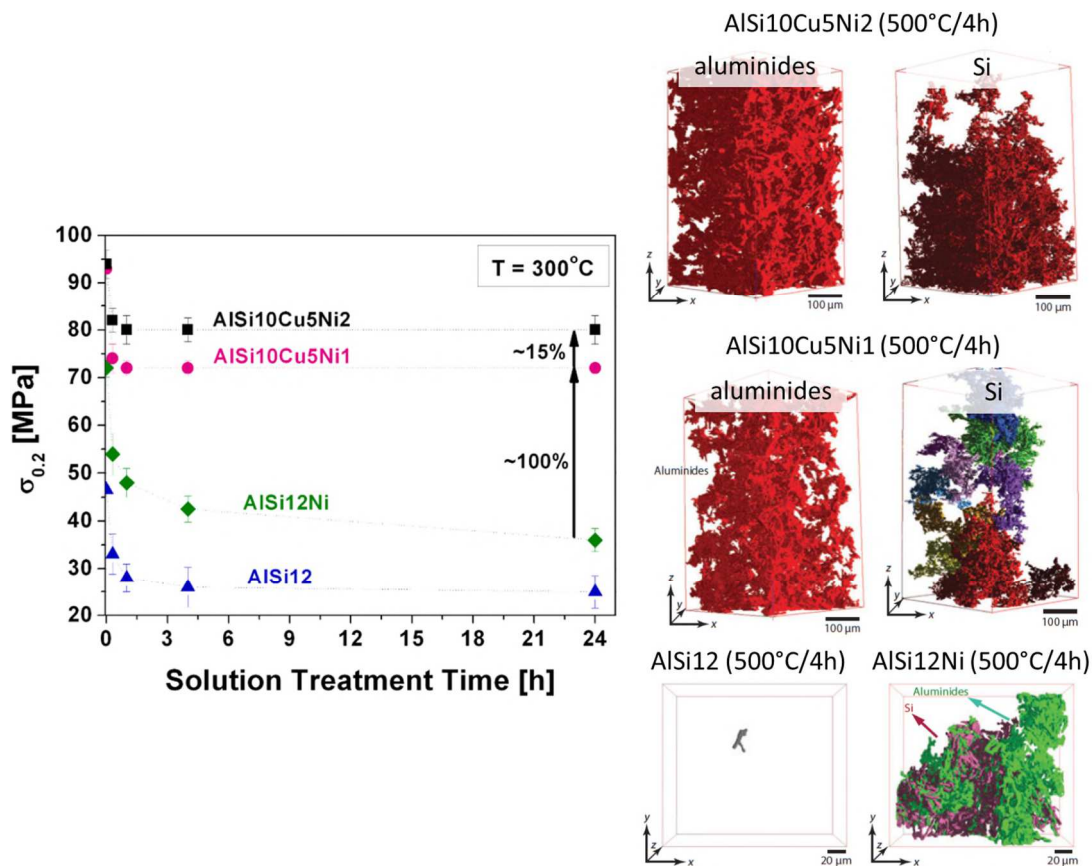 AlSi10Cu5Ni2 (500°C/4h)
aluminides
Si
z
y
x
100 µm
z
y
x
100 µm
100
90
80
70
60
50
40
30
20
σ0.2 [MPa]
T = 300°C
AlSi10Cu5Ni2
AlSi10Cu5Ni1
~15%
~100%
AlSi12Ni
AlSi12
0 3 6 9 12 15 18 21 24
Solution Treatment Time [h]
AlSi10Cu5Ni1 (500°C/4h)
aluminides
Si
Aluminides
z
y
x
100 µm
z
y
x
100 µm
AlSi12 (500°C/4h)
AlSi12Ni (500°C/4h)
Aluminides
Si
y
z
x
20 µm
y
z
x
20 µm